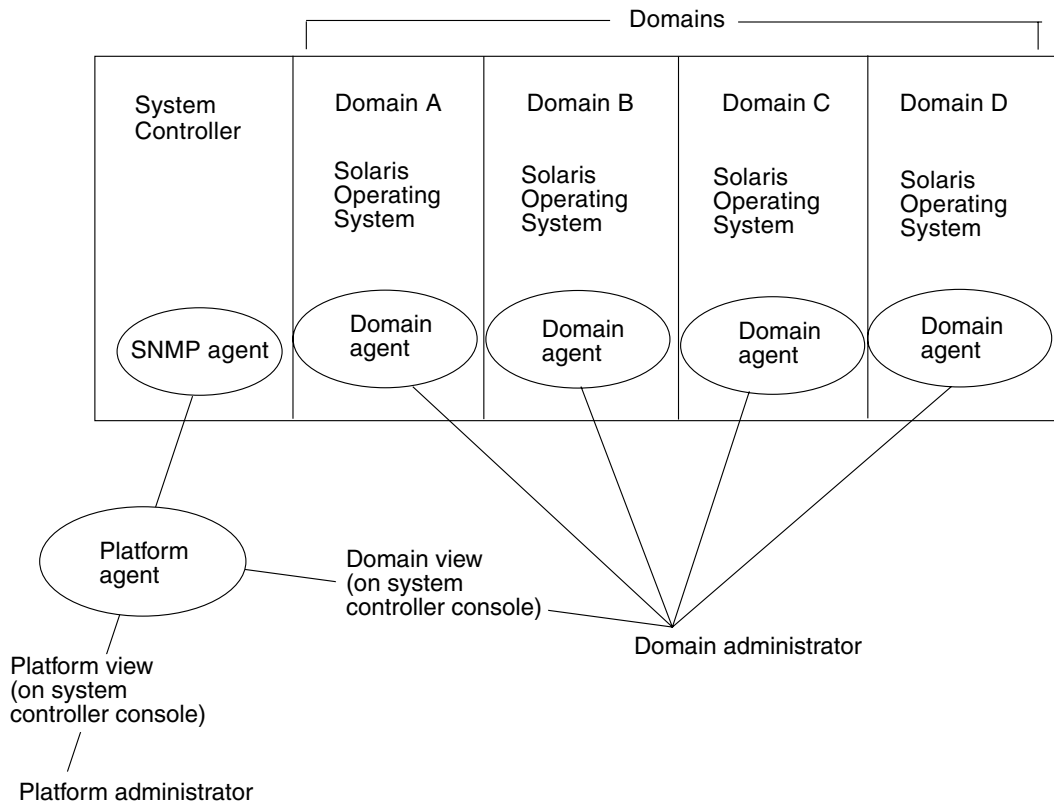 Domains
System
Controller
Domain A
Solaris
Operating
System
Domain B
Solaris
Operating
System
Domain C
Solaris
Operating
System
Domain D
Solaris
Operating
System
SNMP agent
Domain
agent
Domain
agent
Domain
agent
Domain
agent
Platform
agent
Domain view
(on system
controller console)
Domain administrator
Platform view
(on system
controller console)
Platform administrator